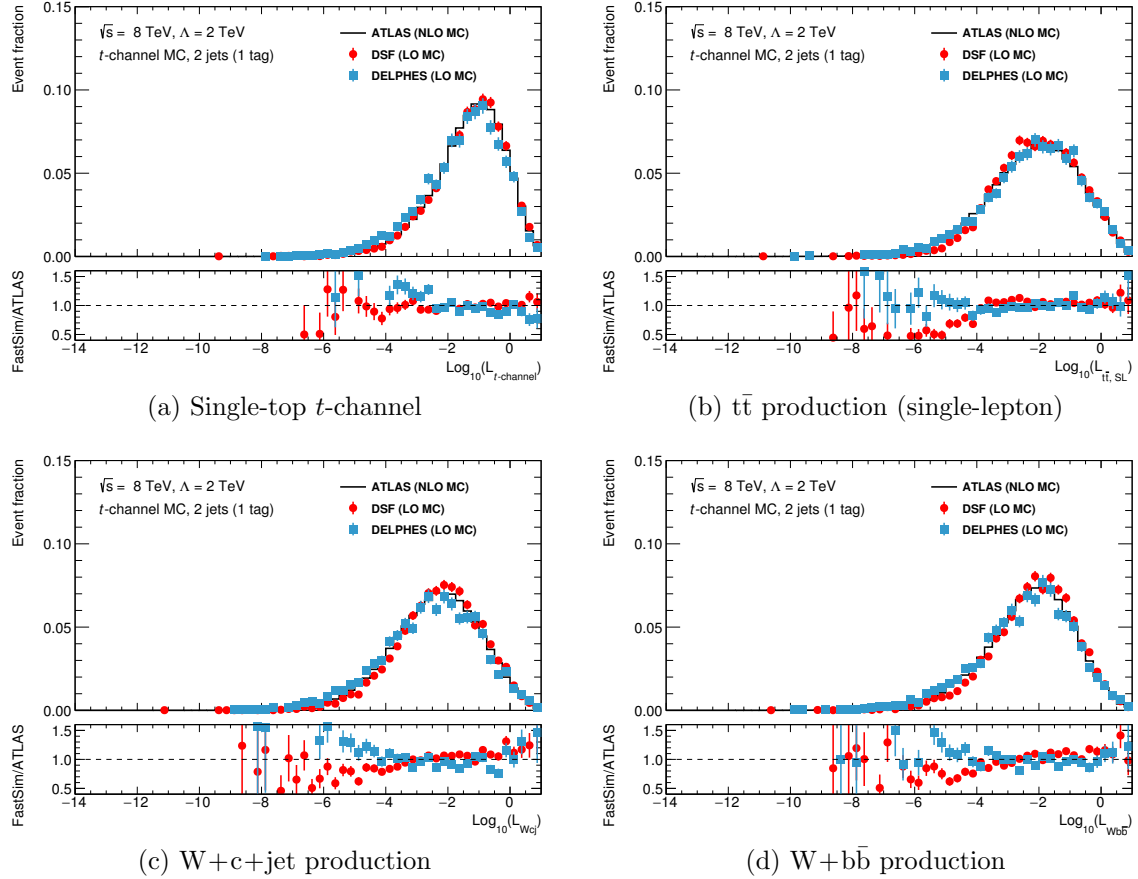 Event fraction
0.15
0.10
0.05
0.00
√s = 8 TeV, Λ = 2 TeV
t-channel MC, 2 jets (1 tag)
ATLAS (NLO MC)
DSF (LO MC)
DELPHES (LO MC)
FastSim/ATLAS
1.5
1.0
0.5
−14 −12 −10 −8 −6 −4 −2 0
Log₁₀(L t-channel)
(a) Single-top t-channel
Event fraction
0.15
0.10
0.05
0.00
√s = 8 TeV, Λ = 2 TeV
t-channel MC, 2 jets (1 tag)
ATLAS (NLO MC)
DSF (LO MC)
DELPHES (LO MC)
FastSim/ATLAS
1.5
1.0
0.5
−14 −12 −10 −8 −6 −4 −2 0
Log₁₀(L tt̄, SL)
(b) tt̄ production (single-lepton)
Event fraction
0.15
0.10
0.05
0.00
√s = 8 TeV, Λ = 2 TeV
t-channel MC, 2 jets (1 tag)
ATLAS (NLO MC)
DSF (LO MC)
DELPHES (LO MC)
FastSim/ATLAS
1.5
1.0
0.5
−14 −12 −10 −8 −6 −4 −2 0
Log₁₀(L Wcj)
(c) W+c+jet production
Event fraction
0.15
0.10
0.05
0.00
√s = 8 TeV, Λ = 2 TeV
t-channel MC, 2 jets (1 tag)
ATLAS (NLO MC)
DSF (LO MC)
DELPHES (LO MC)
FastSim/ATLAS
1.5
1.0
0.5
−14 −12 −10 −8 −6 −4 −2 0
Log₁₀(L Wbb̄)
(d) W+bb̄ production